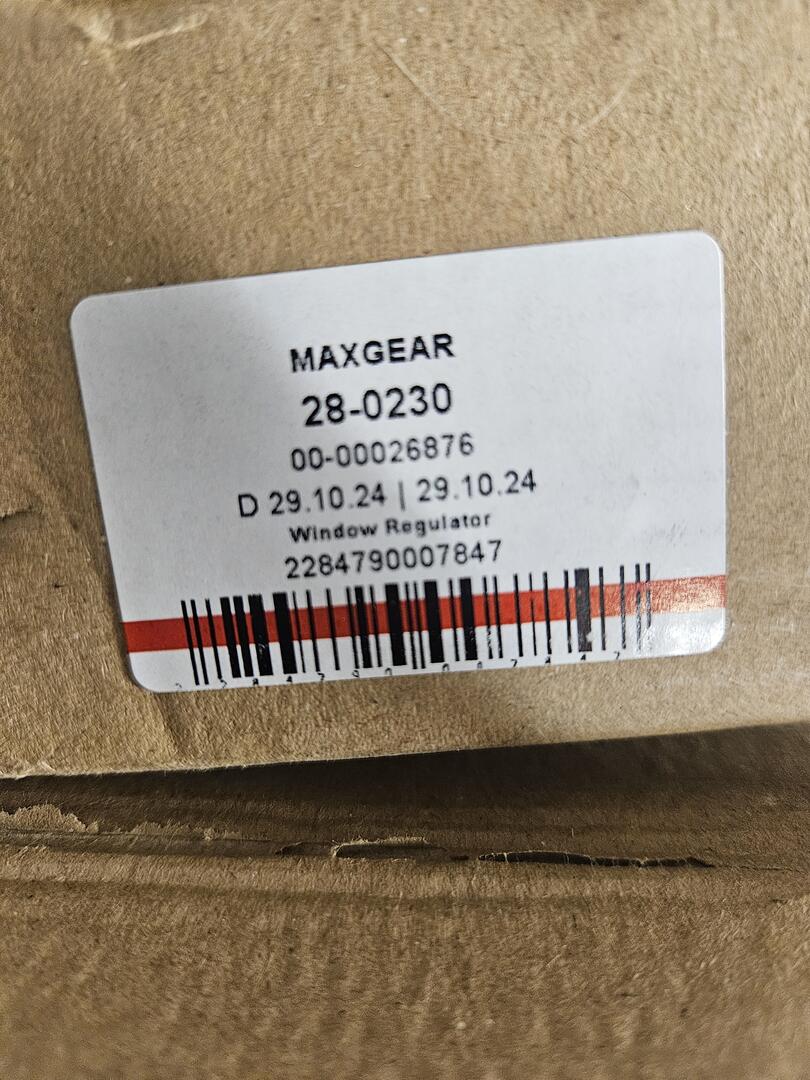 MAXGEAR
28-0230
00-00026876
D 29.10.24 | 29.10.24
Window Regulator
2284790007847